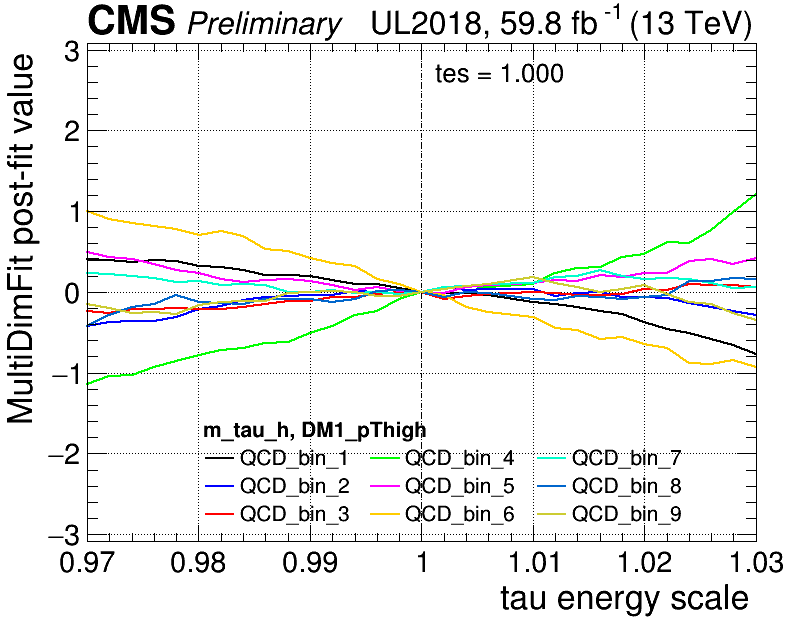 CMS Preliminary UL2018, 59.8 fb⁻¹ (13 TeV)
MultiDimFit post-fit value
3
2
1
0
−1
−2
−3
tes = 1.000
m_tau_h, DM1_pThigh
QCD_bin_1 QCD_bin_4 QCD_bin_7
QCD_bin_2 QCD_bin_5 QCD_bin_8
QCD_bin_3 QCD_bin_6 QCD_bin_9
0.97 0.98 0.99 1 1.01 1.02 1.03
tau energy scale